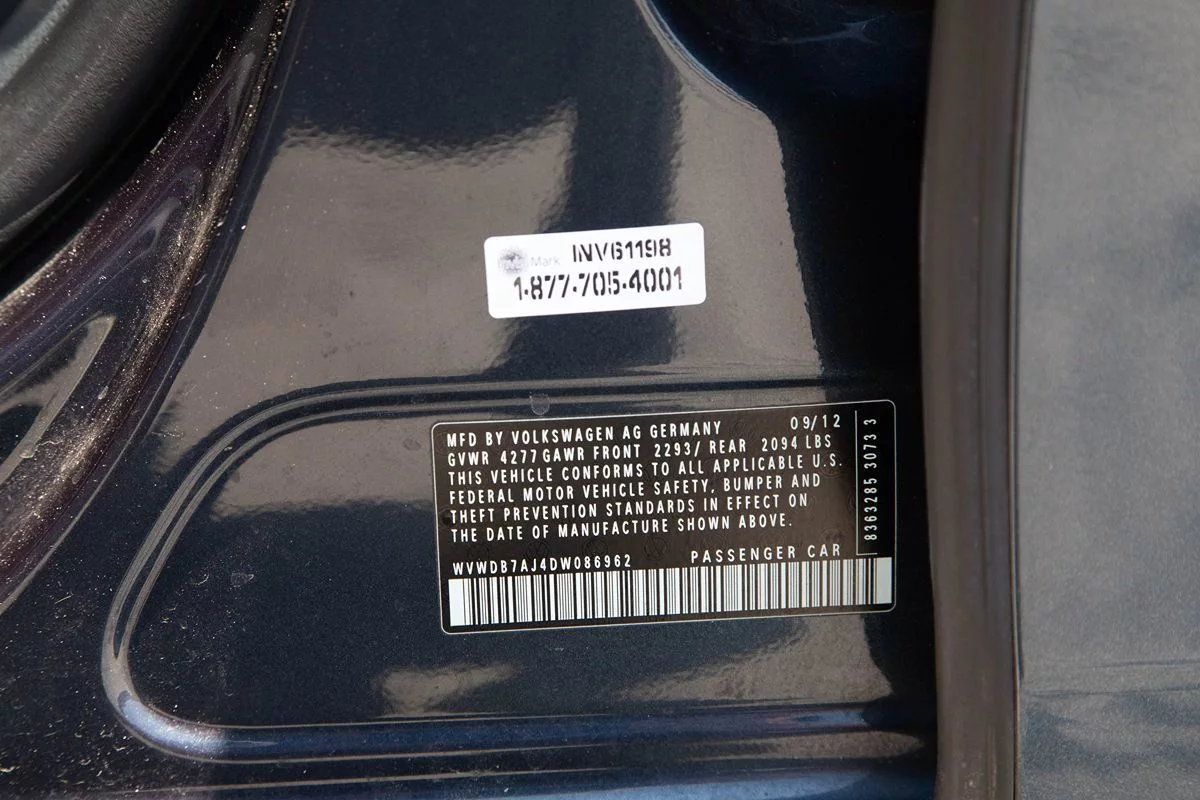 Mark INV61198
1-877-705-4001
MFD BY VOLKSWAGEN AG GERMANY 09/12
GVWR 4277 GAWR FRONT 2293/ REAR 2094 LBS
THIS VEHICLE CONFORMS TO ALL APPLICABLE U.S.
FEDERAL MOTOR VEHICLE SAFETY, BUMPER AND
THEFT PREVENTION STANDARDS IN EFFECT ON
THE DATE OF MANUFACTURE SHOWN ABOVE.
WVWDB7AJ4DW086962 PASSENGER CAR
8363285 3073 3